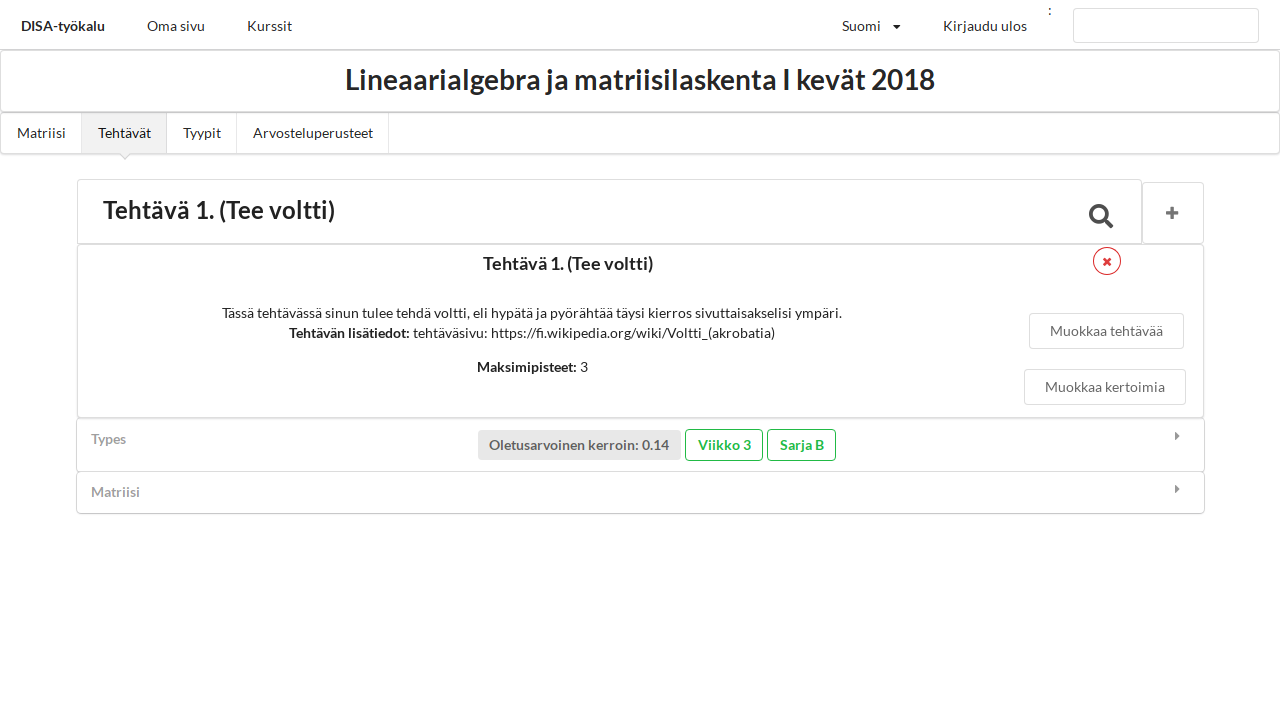 DISA-työkalu Oma sivu Kurssit Suomi Kirjaudu ulos :
Lineaarialgebra ja matriisilaskenta I kevät 2018
Matriisi Tehtävät Tyypit Arvosteluperusteet
Tehtävä 1. (Tee voltti)
Tehtävä 1. (Tee voltti)
Tässä tehtävässä sinun tulee tehdä voltti, eli hypätä ja pyörähtää täysi kierros sivuttaisakselisi ympäri.
Tehtävän lisätiedot: tehtäväsivu: https://fi.wikipedia.org/wiki/Voltti_(akrobatia)
Muokkaa tehtävää
Maksimipisteet: 3
Muokkaa kertoimia
Types Oletusarvoinen kerroin: 0.14 Viikko 3 Sarja B
Matriisi